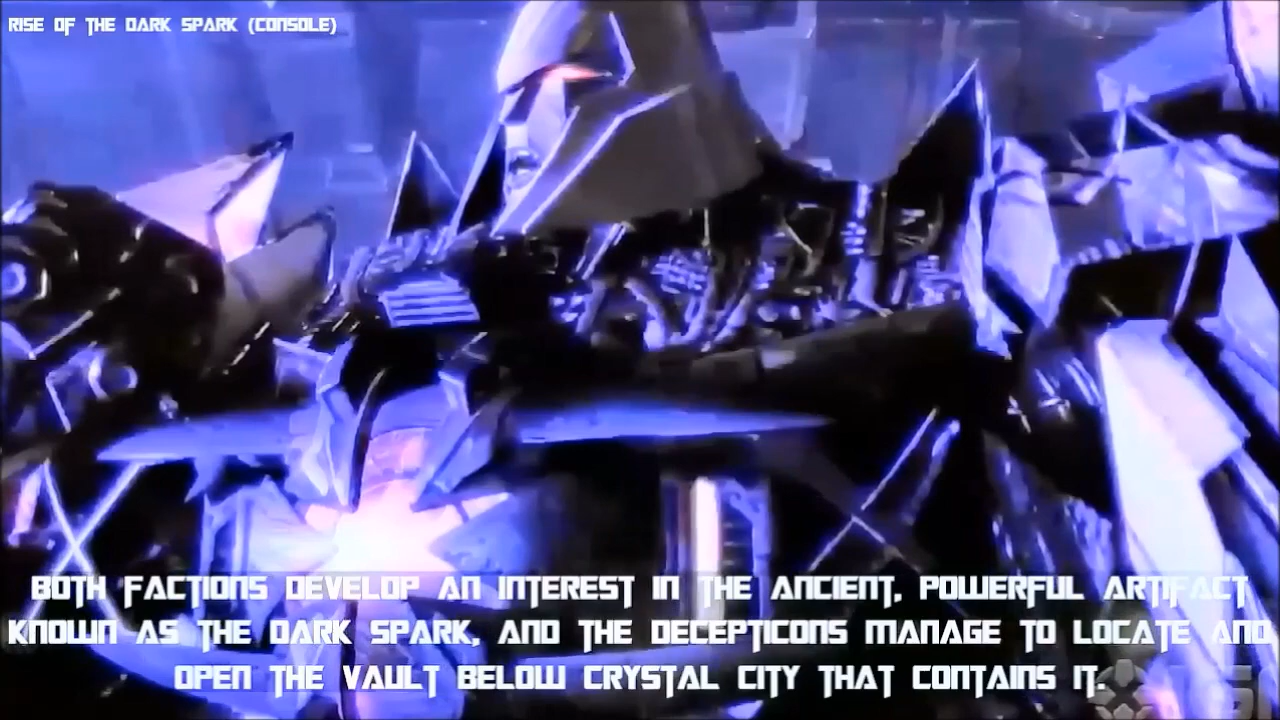 RISE OF THE DARK SPARK (CONSOLE)
BOTH FACTIONS DEVELOP AN INTEREST IN THE ANCIENT, POWERFUL ARTIFACT
KNOWN AS THE DARK SPARK, AND THE DECEPTICONS MANAGE TO LOCATE AND
OPEN THE VAULT BELOW CRYSTAL CITY THAT CONTAINS IT.